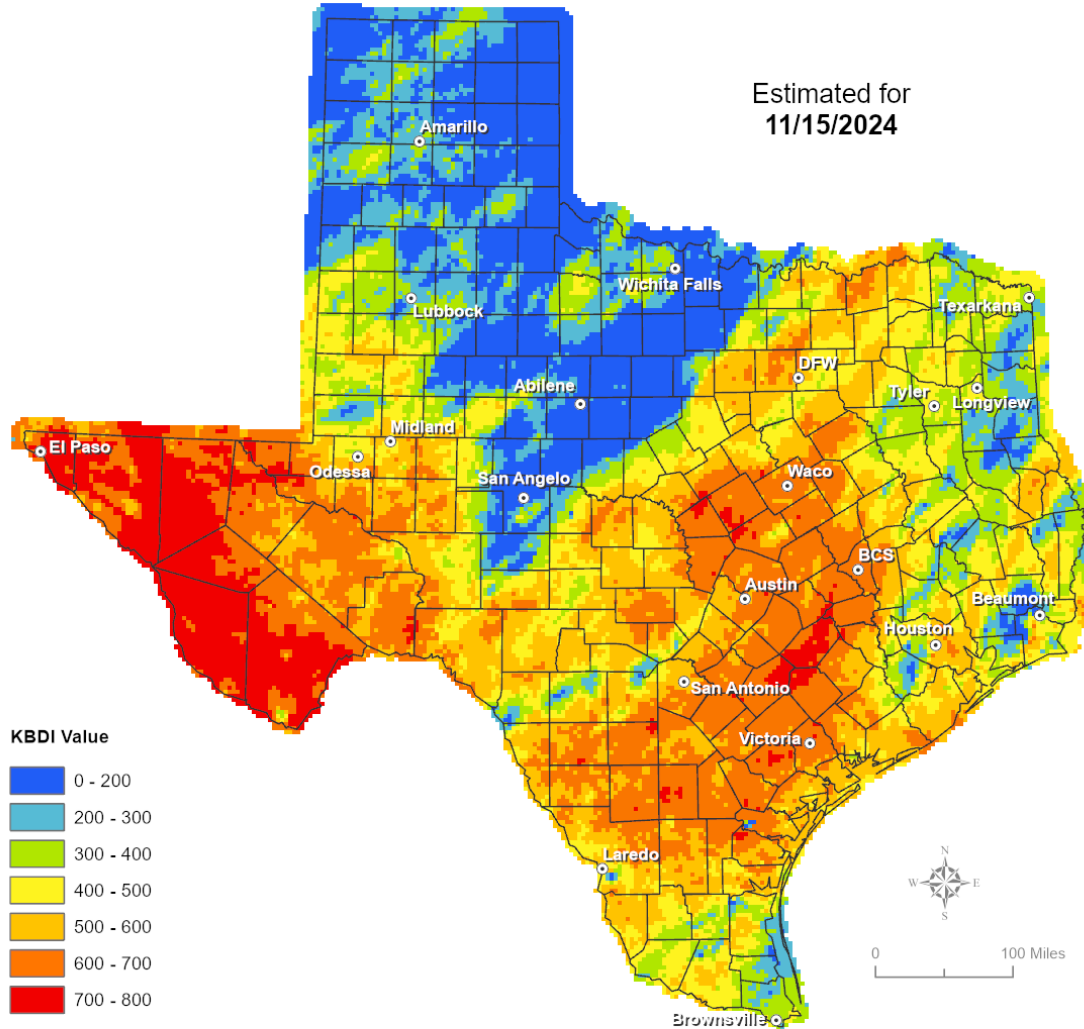 Estimated for
11/15/2024
Amarillo
Wichita Falls
Lubbock
Texarkana
DFW
Abilene
Tyler
Longview
Midland
El Paso
Odessa
San Angelo
Waco
BCS
Austin
Beaumont
Houston
San Antonio
Victoria
Laredo
Brownsville
KBDI Value
0 - 200
200 - 300
300 - 400
400 - 500
500 - 600
600 - 700
700 - 800
N
W E
S
0 100 Miles